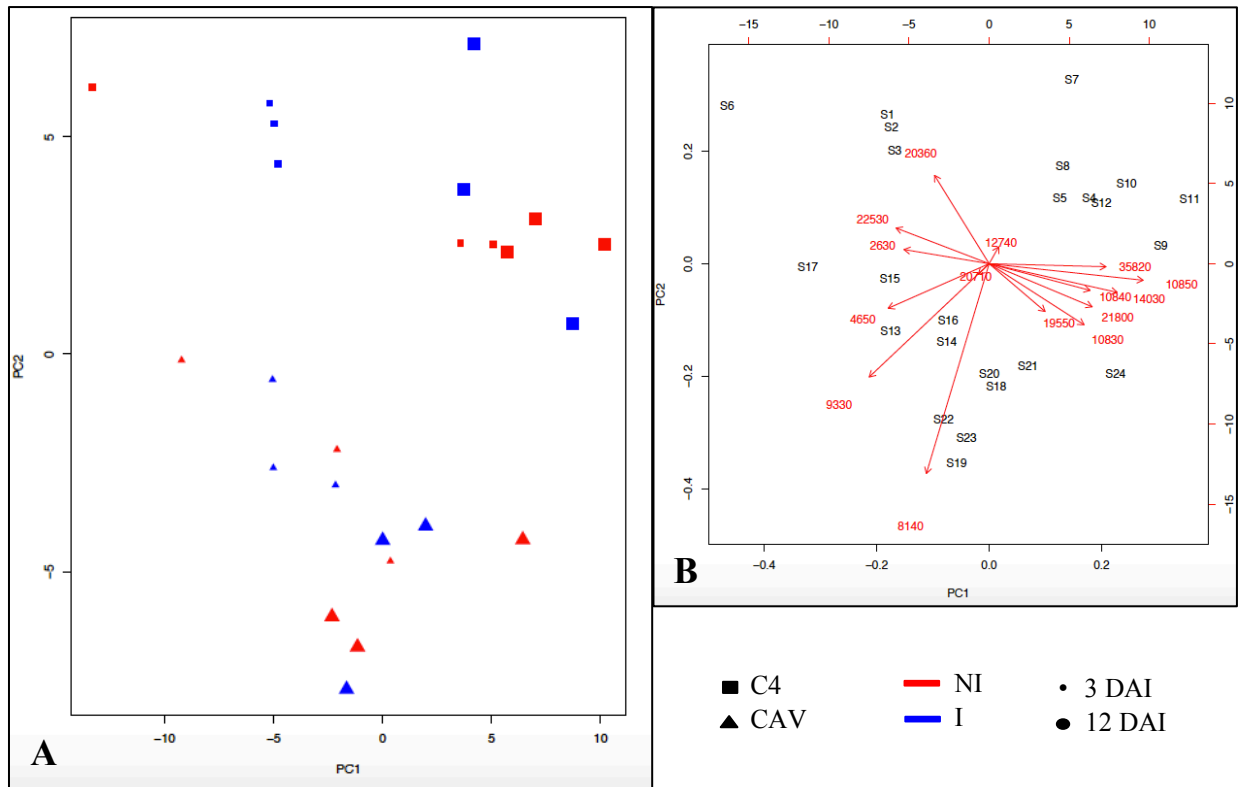 5
0
−5
PC2
−10
−5
0
5
10
PC1
A
−15
−10
−5
0
5
10
0.2
0.0
−0.2
−0.4
PC2
10
5
0
−5
−10
−15
S7
S6
S1
S2
S3
20360
S8
S10
S5
S4
S12
S11
22530
2630
12740
S9
S17
S15
20710
35820
10850
10840
14030
4650
S16
19550
21800
S13
S14
10830
S20
S21
S24
S18
9330
S22
S23
S19
8140
−0.4
−0.2
0.0
0.2
PC1
B
C4
NI
3 DAI
CAV
I
12 DAI